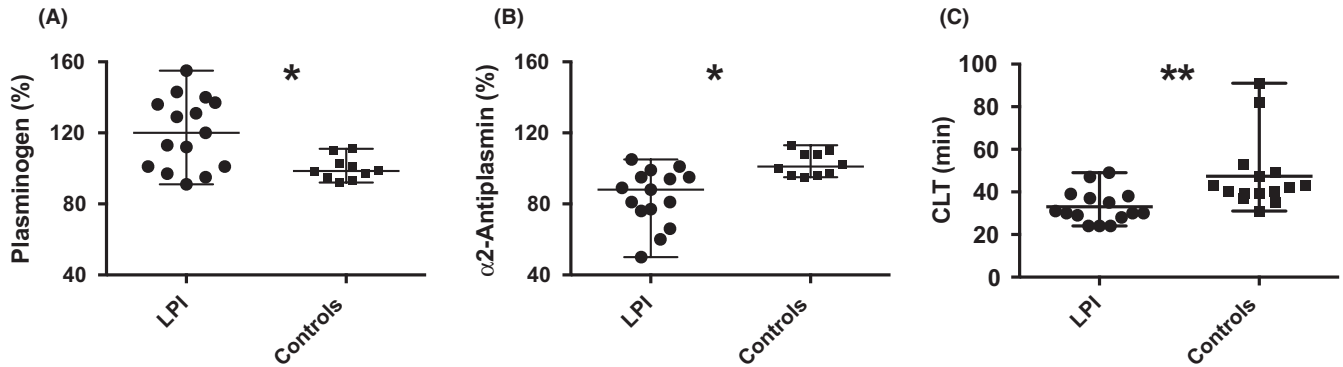 (A)
Plasminogen (%)
160
120
80
40
*
LPI
Controls
(B)
α2-Antiplasmin (%)
160
120
80
40
*
LPI
Controls
(C)
CLT (min)
100
80
60
40
20
0
**
LPI
Controls